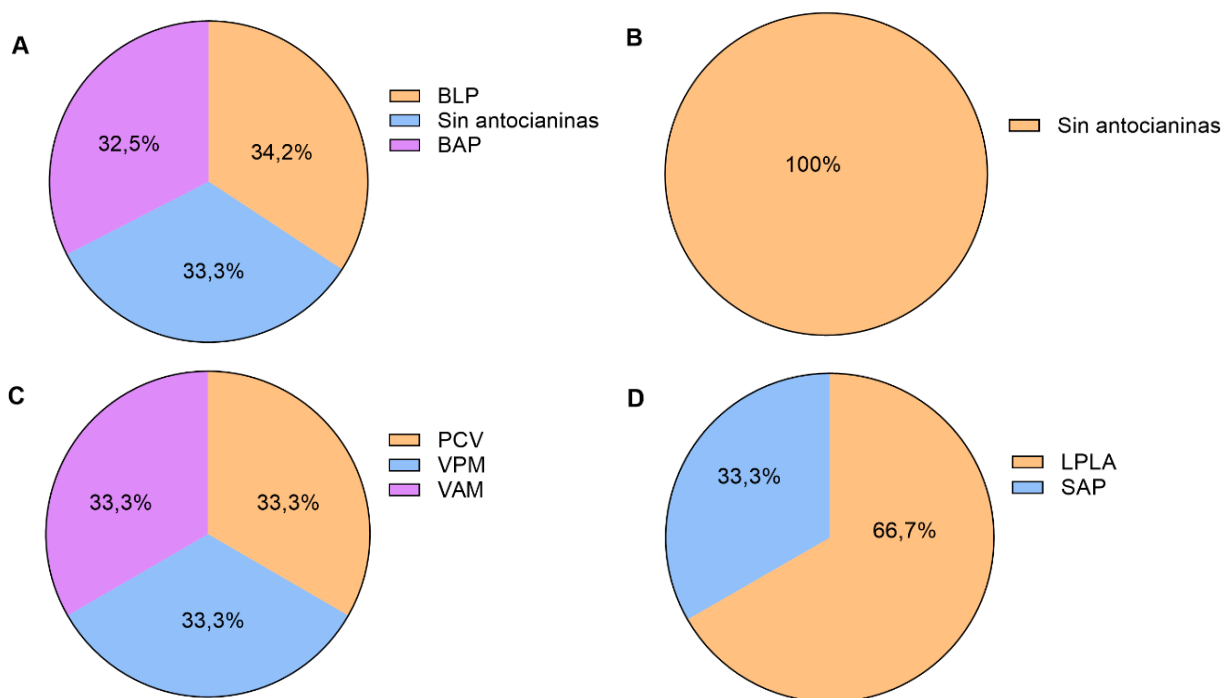 A
32,5%
34,2%
33,3%
BLP
Sin antocianinas
BAP
B
100%
Sin antocianinas
C
33,3%
33,3%
33,3%
PCV
VPM
VAM
D
33,3%
66,7%
LPLA
SAP